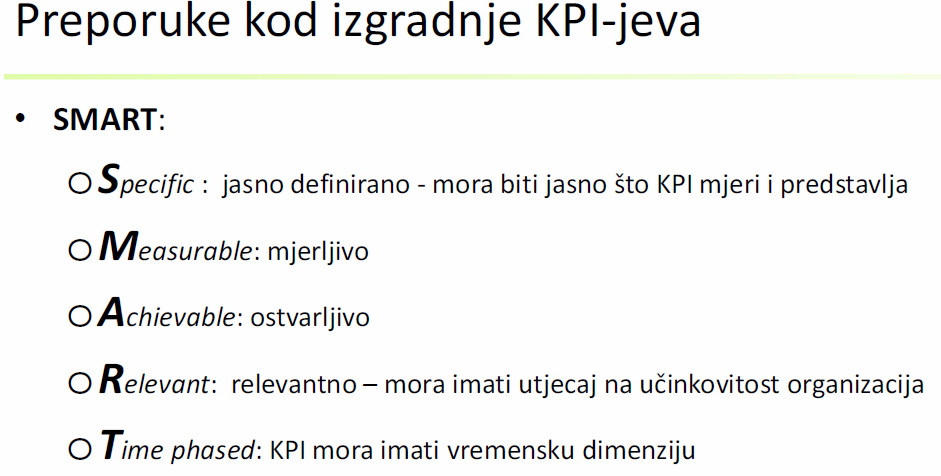 Preporuke kod izgradnje KPI-jeva
• SMART:
o Specific : jasno definirano - mora biti jasno što KPI mjeri i predstavlja
o Measurable: mjerljivo
o Achievable: ostvarljivo
o Relevant: relevantno – mora imati utjecaj na učinkovitost organizacija
o Time phased: KPI mora imati vremensku dimenziju